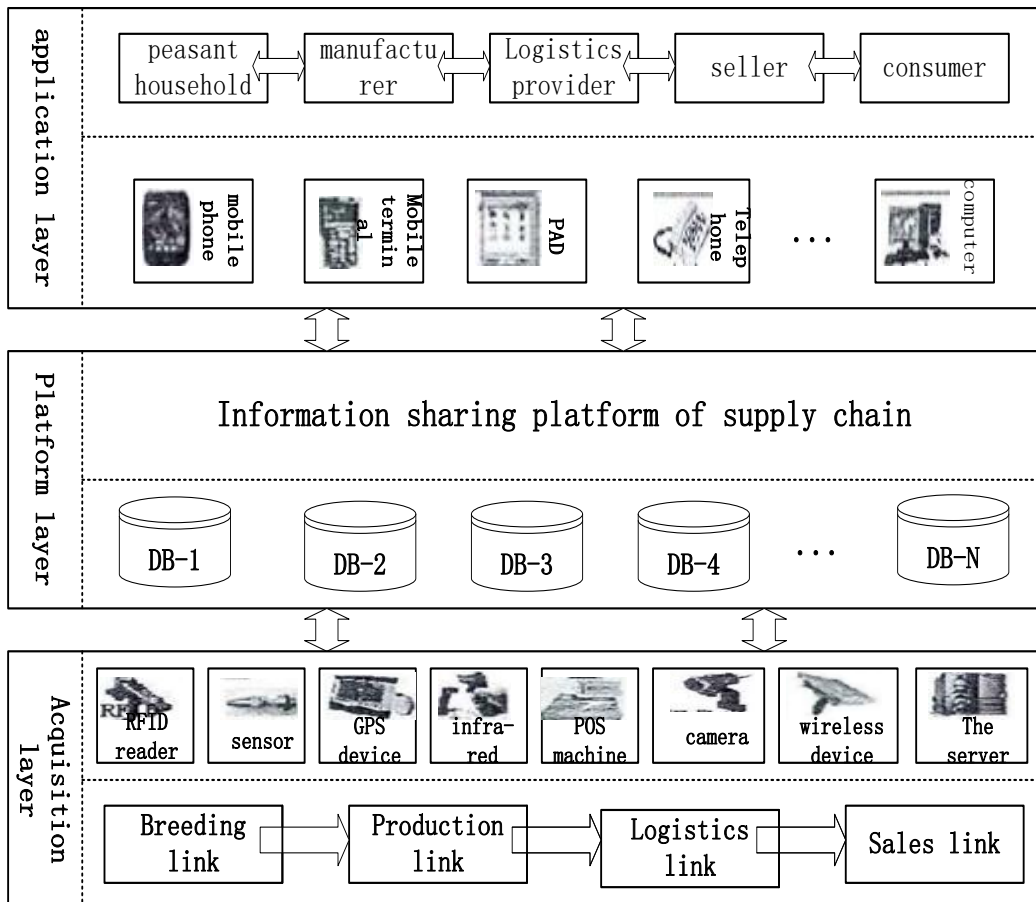 application layer
peasant
household
manufactu
rer
Logistics
provider
seller
consumer
mobile
phone
Mobile
termin
al
PAD
Telep
hone
...
computer
Platform layer
Information sharing platform of supply chain
DB-1
DB-2
DB-3
DB-4
...
DB-N
Acquisition
layer
RFID
RFID
reader
sensor
GPS
device
infra-
red
POS
machine
camera
wireless
device
The
server
Breeding
link
Production
link
Logistics
link
Sales link